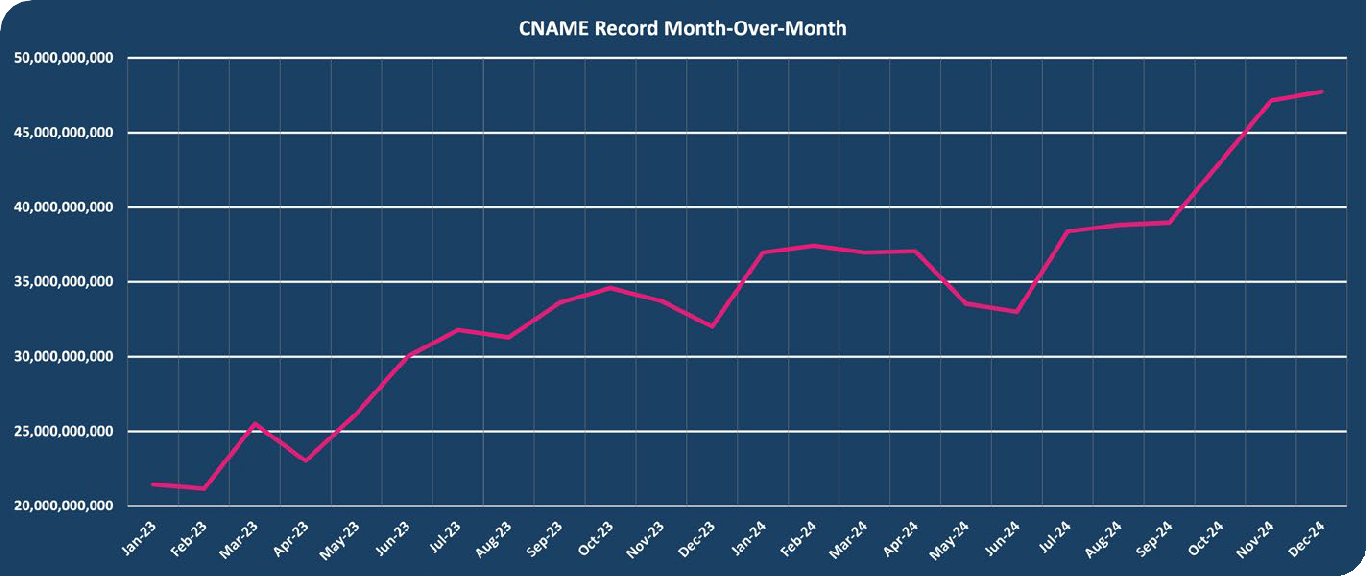 CNAME Record Month-Over-Month
50,000,000,000
45,000,000,000
40,000,000,000
35,000,000,000
30,000,000,000
25,000,000,000
20,000,000,000
Jan-23
Feb-23
Mar-23
Apr-23
May-23
Jun-23
Jul-23
Aug-23
Sep-23
Oct-23
Nov-23
Dec-23
Jan-24
Feb-24
Mar-24
Apr-24
May-24
Jun-24
Jul-24
Aug-24
Sep-24
Oct-24
Nov-24
Dec-24